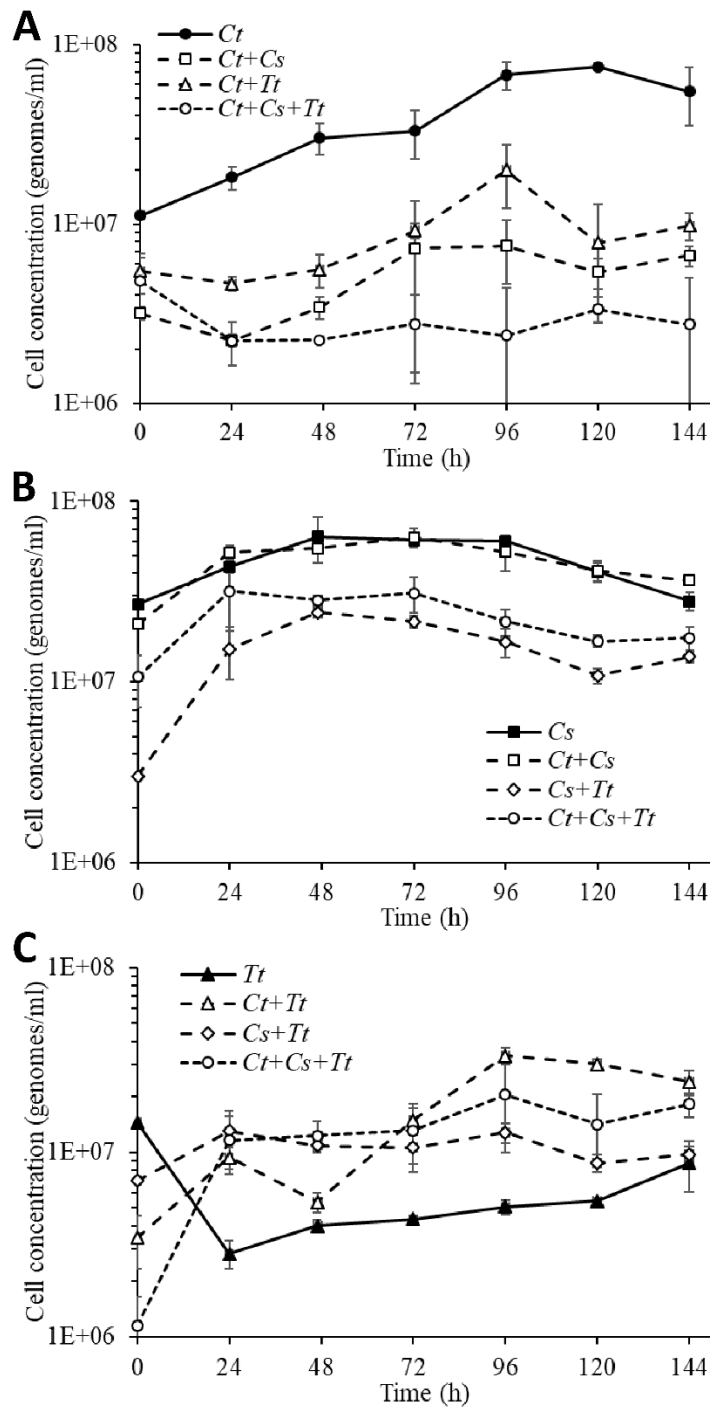 A
Cell concentration (genomes/ml)
1E+08
1E+07
1E+06
Ct
Ct+Cs
Ct+Tt
Ct+Cs+Tt
0 24 48 72 96 120 144
Time (h)
B
Cell concentration (genomes/ml)
1E+08
1E+07
1E+06
Cs
Ct+Cs
Cs+Tt
Ct+Cs+Tt
0 24 48 72 96 120 144
Time (h)
C
Cell concentration (genomes/ml)
1E+08
1E+07
1E+06
Tt
Ct+Tt
Cs+Tt
Ct+Cs+Tt
0 24 48 72 96 120 144
Time (h)